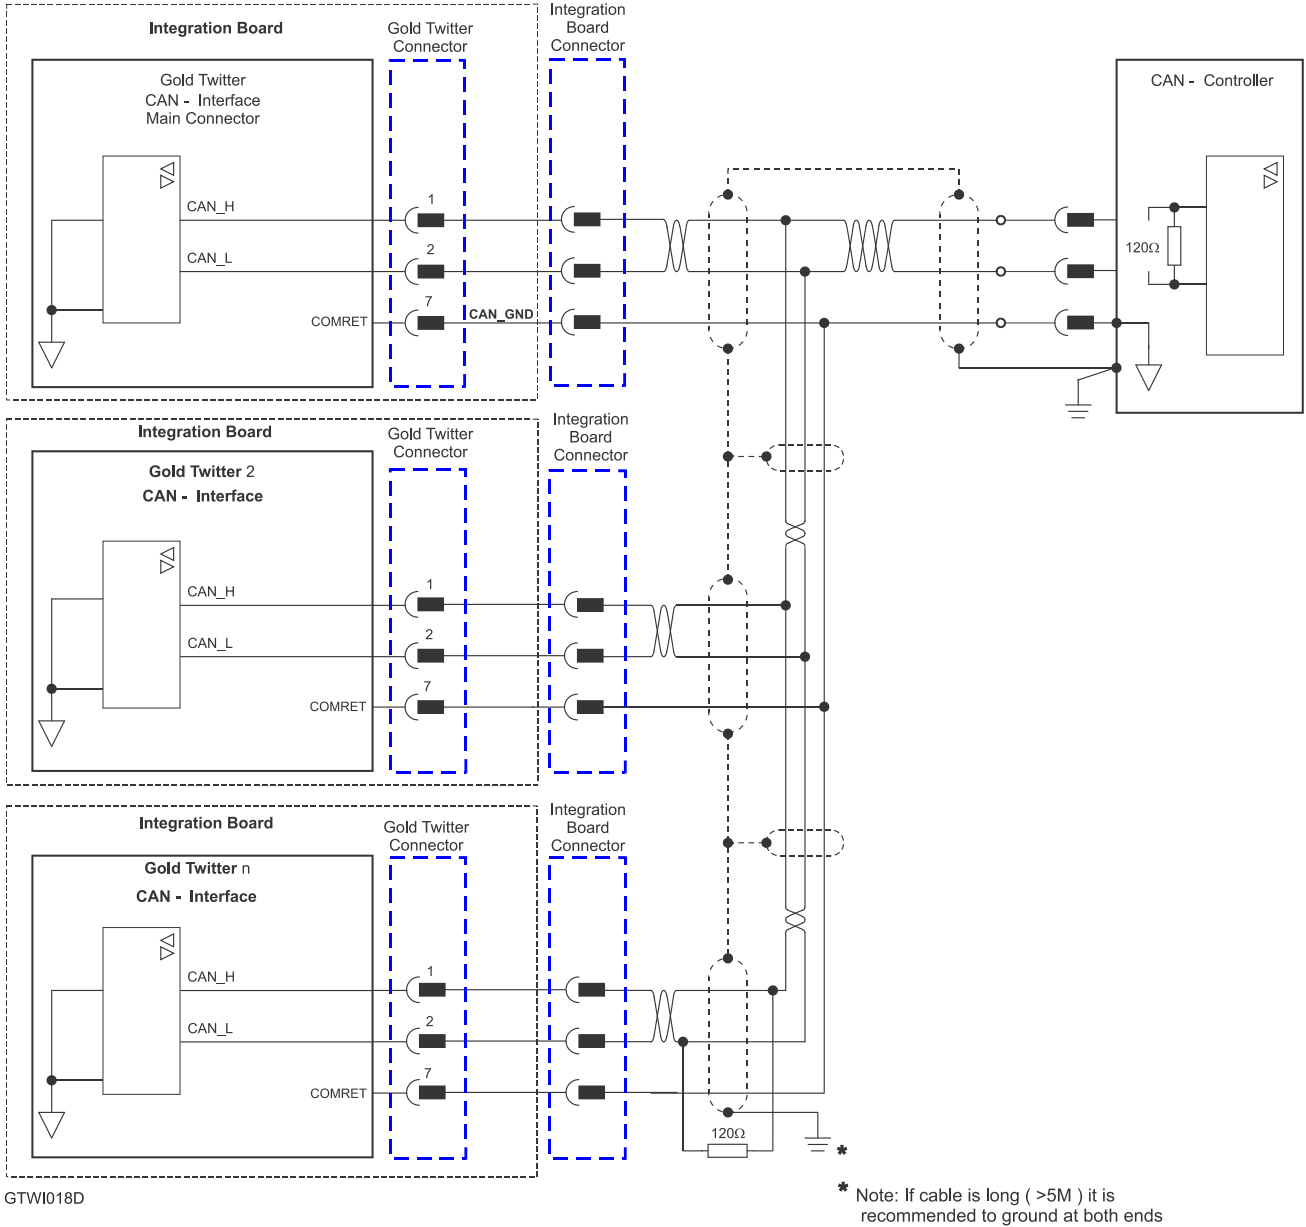 Integration Board
Gold Twitter
Connector
Integration
Board
Connector
Gold Twitter
CAN - Interface
Main Connector
CAN - Controller
CAN_H
1
CAN_L
2
COMRET
7
CAN_GND
120Ω
Integration Board
Gold Twitter
Connector
Integration
Board
Connector
Gold Twitter 2
CAN - Interface
CAN_H
1
CAN_L
2
COMRET
7
Integration Board
Gold Twitter
Connector
Integration
Board
Connector
Gold Twitter n
CAN - Interface
CAN_H
1
CAN_L
2
COMRET
7
120Ω
*
GTWI018D
* Note: If cable is long ( >5M ) it is
recommended to ground at both ends